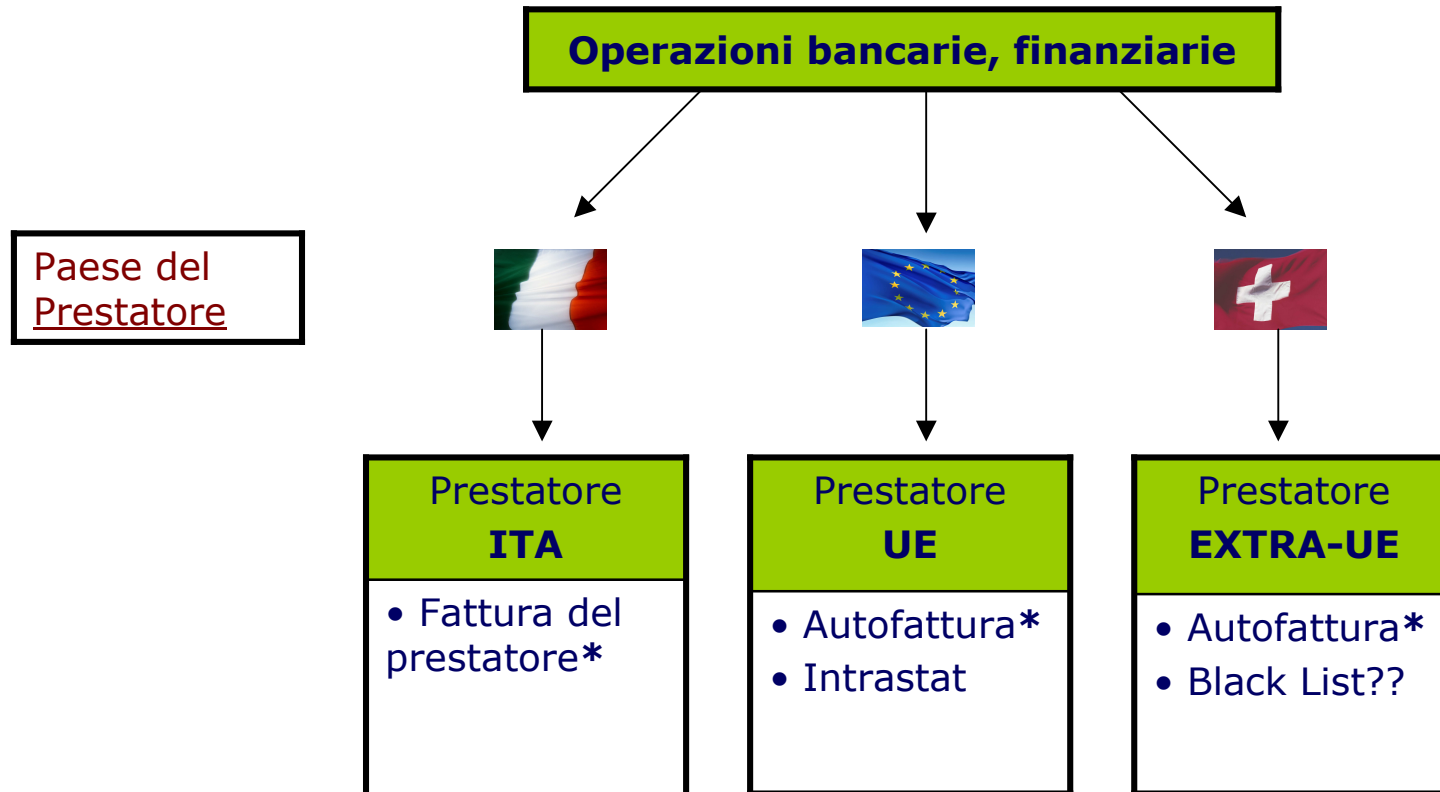 Operazioni bancarie, finanziarie
Paese del
Prestatore
Prestatore
ITA
• Fattura del
prestatore*
Prestatore
UE
• Autofattura*
• Intrastat
Prestatore
EXTRA-UE
• Autofattura*
• Black List??